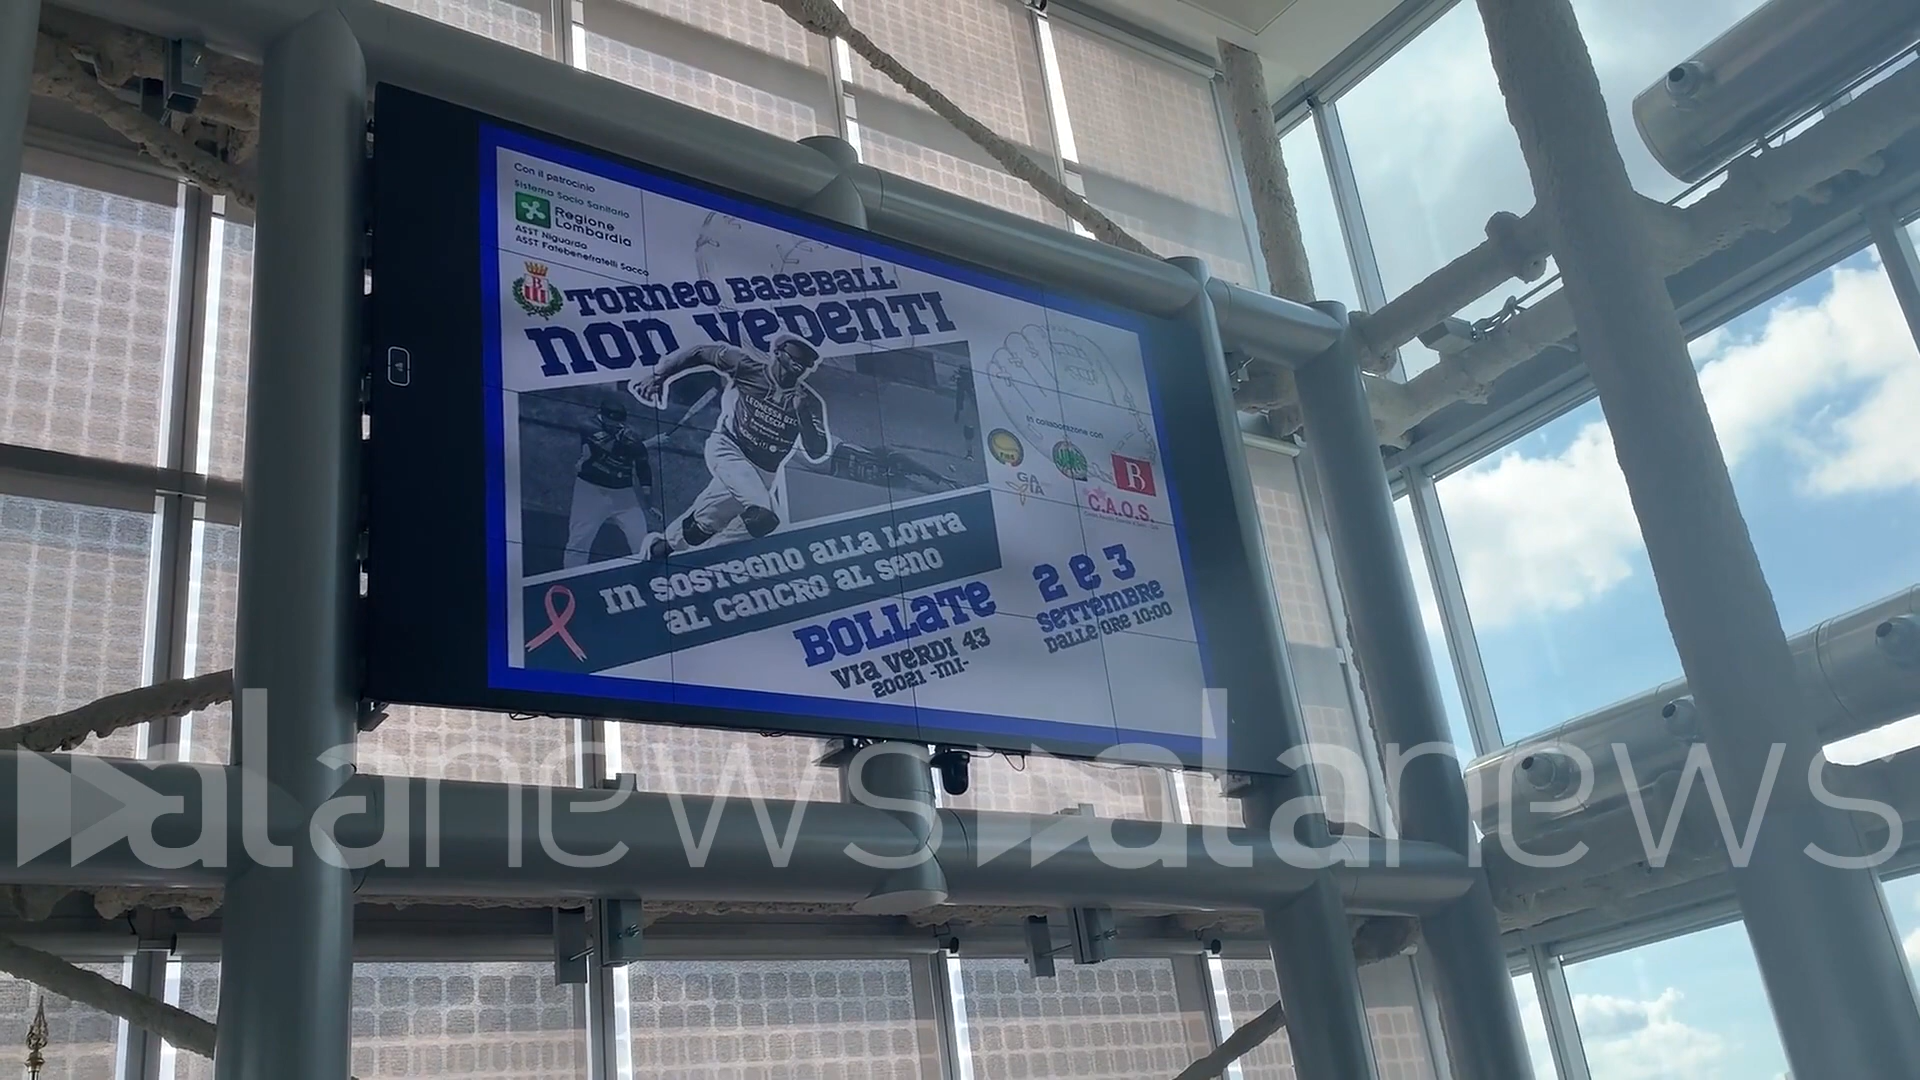 Con il patrocinio
Sistema Socio Sanitario
Regione
Lombardia
ASST Niguarda
ASST Fatebenefratelli Sacco
TORNEO BASEBALL
NON VEDENTI
LEONESSA
BRESCIA
In collaborazione con
FIBS
GAIA
B
C.A.O.S.
IN SOSTEGNO ALLA LOTTA
AL CANCRO AL SENO
BOLLATE
VIA VERDI 43
20021 -MI-
2 e 3
SETTEMBRE
DALLE ORE 10:00
alanews alanews